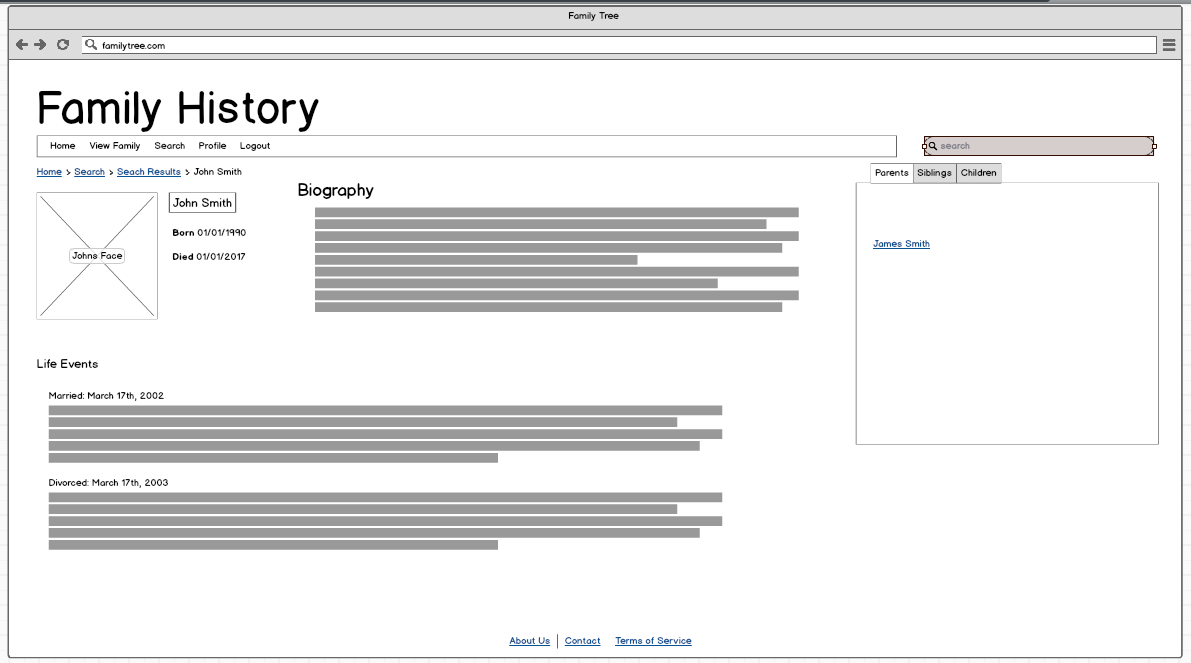 Family Tree
familytree.com
Family History
Home View Family Search Profile Logout
search
Home > Search > Seach Results > John Smith
Parents Siblings Children
John Smith
Born 01/01/1990
Died 01/01/2017
Johns Face
Biography
James Smith
Life Events
Married: March 17th, 2002
Divorced: March 17th, 2003
About Us | Contact Terms of Service